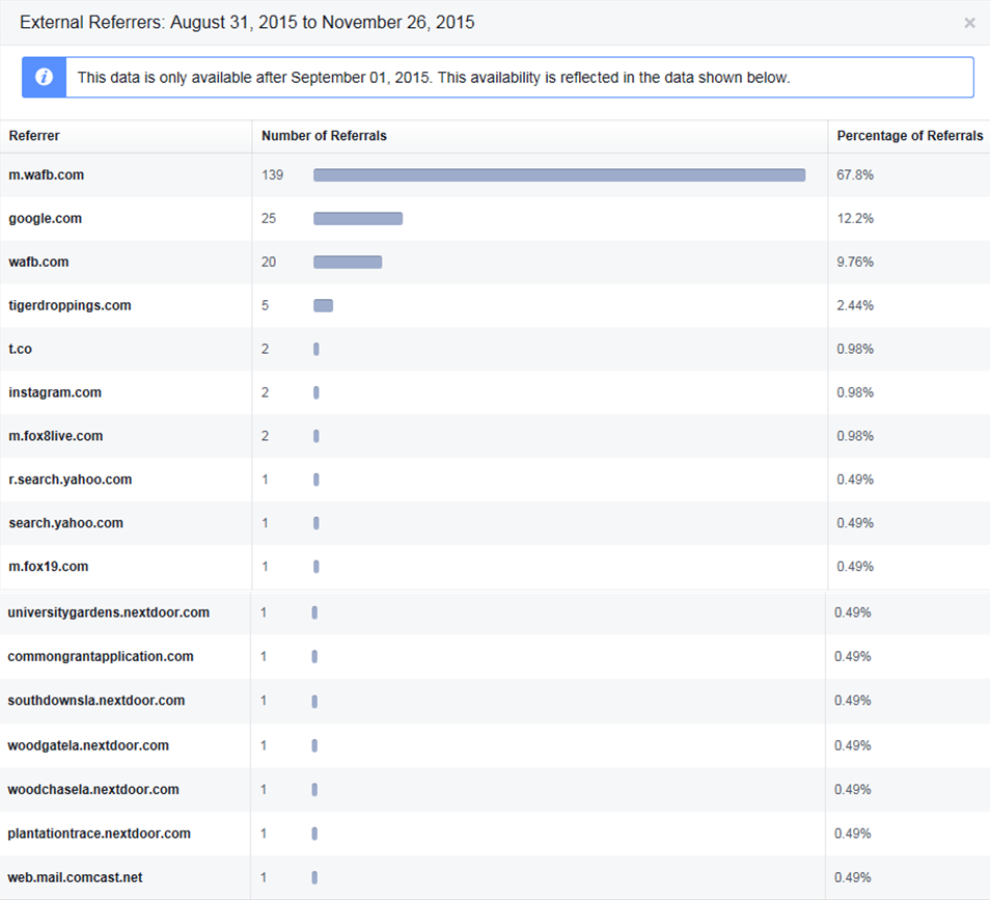 External Referrers: August 31, 2015 to November 26, 2015
This data is only available after September 01, 2015. This availability is reflected in the data shown below.
Referrer Number of Referrals Percentage of Referrals
m.wafb.com 139 67.8%
google.com 25 12.2%
wafb.com 20 9.76%
tigerdroppings.com 5 2.44%
t.co 2 0.98%
instagram.com 2 0.98%
m.fox8live.com 2 0.98%
r.search.yahoo.com 1 0.49%
search.yahoo.com 1 0.49%
m.fox19.com 1 0.49%
universitygardens.nextdoor.com 1 0.49%
commongrantapplication.com 1 0.49%
southdownsla.nextdoor.com 1 0.49%
woodgatela.nextdoor.com 1 0.49%
woodchasela.nextdoor.com 1 0.49%
plantationtrace.nextdoor.com 1 0.49%
web.mail.comcast.net 1 0.49%